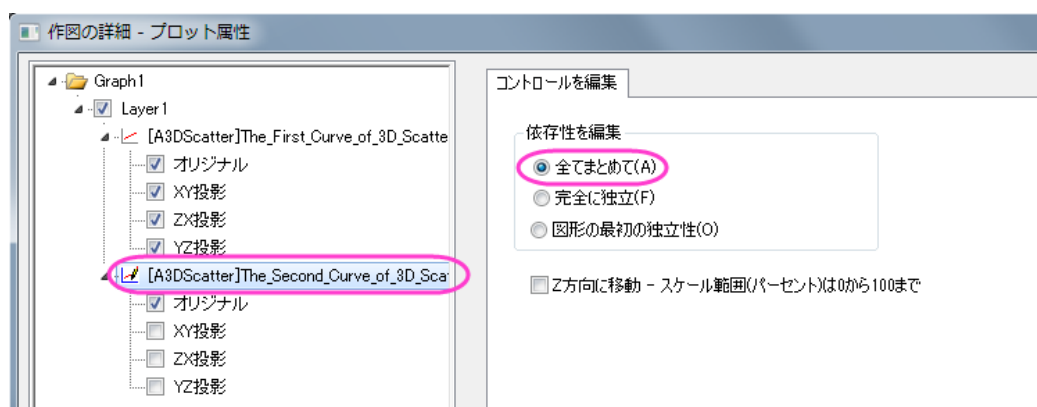 作図の詳細 - プロット属性
Graph1
Layer1
[A3DScatter]The_First_Curve_of_3D_Scatte
オリジナル
XY投影
ZX投影
YZ投影
[A3DScatter]The_Second_Curve_of_3D_Sca
オリジナル
XY投影
ZX投影
YZ投影
コントロールを編集
依存性を編集
全てまとめて(A)
完全に独立(F)
図形の最初の独立性(O)
Z方向に移動 - スケール範囲(パーセント)は0から100まで